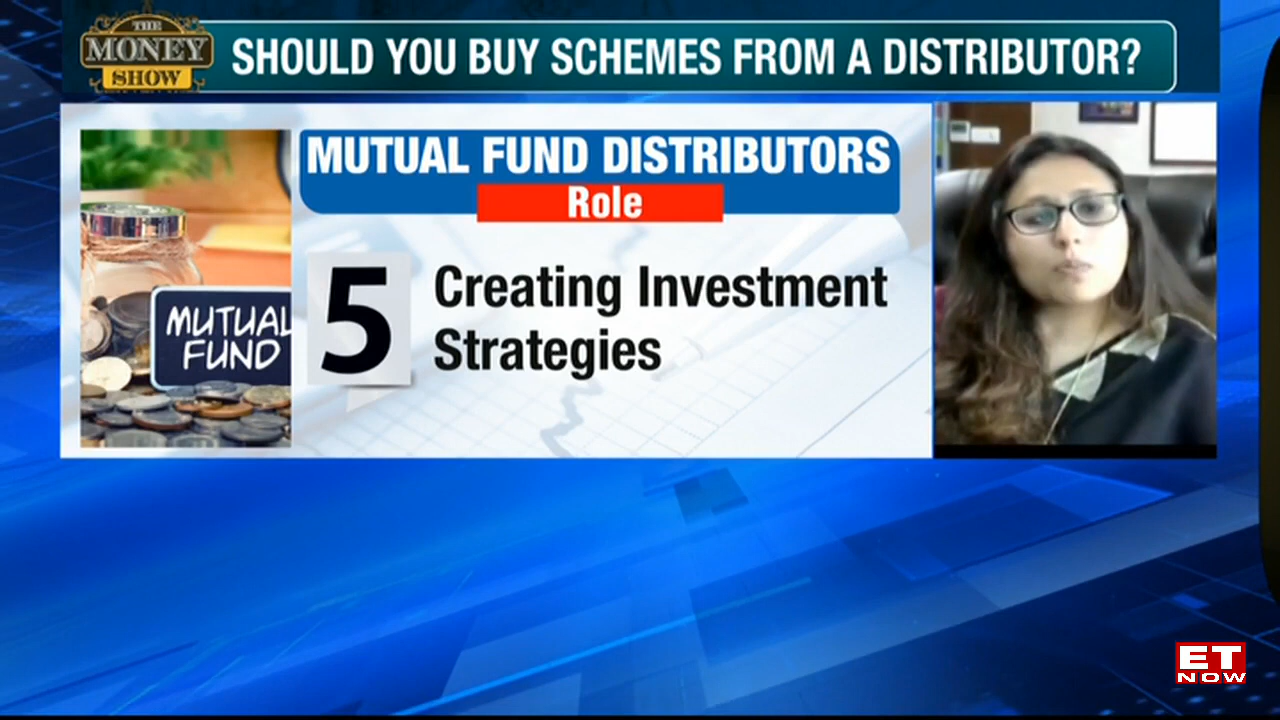 THE
MONEY
SHOW
SHOULD YOU BUY SCHEMES FROM A DISTRIBUTOR?
MUTUAL FUND DISTRIBUTORS
Role
MUTUAL
FUND
5
Creating Investment
Strategies
ET
NOW